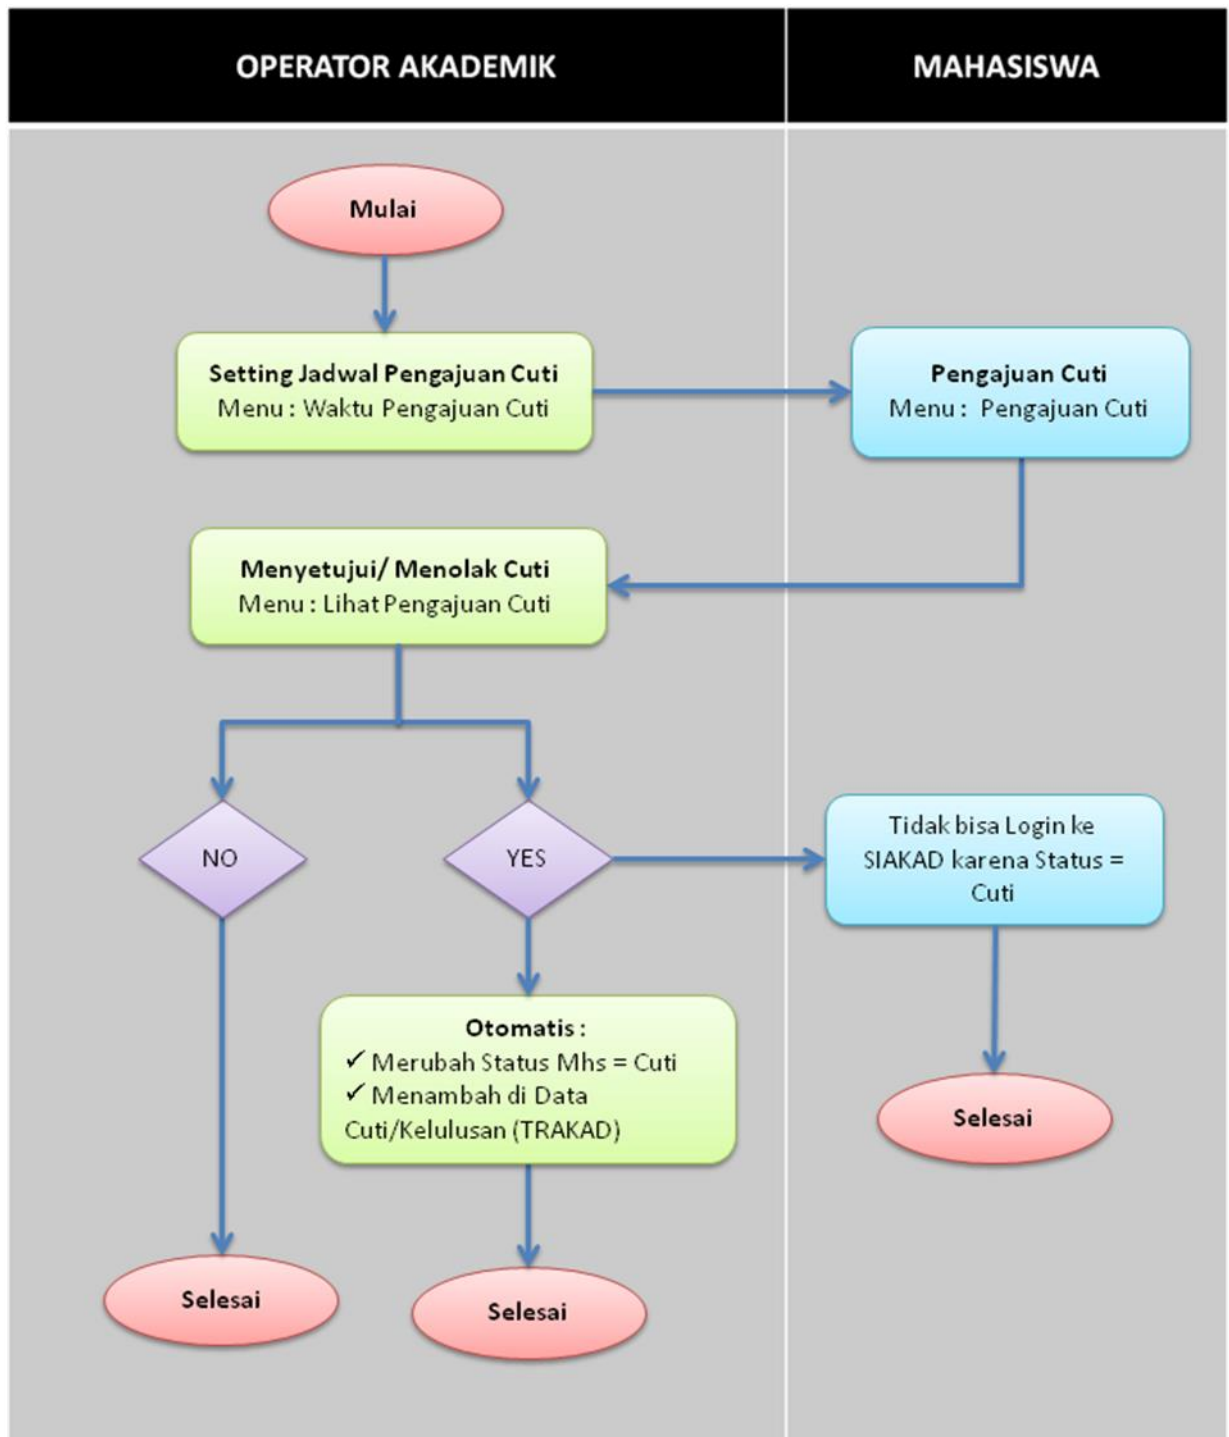 OPERATOR AKADEMIK
MAHASISWA
Mulai
Setting Jadwal Pengajuan Cuti
Menu : Waktu Pengajuan Cuti
Pengajuan Cuti
Menu : Pengajuan Cuti
Menyetujui/ Menolak Cuti
Menu : Lihat Pengajuan Cuti
NO
YES
Tidak bisa Login ke
SIAKAD karena Status =
Cuti
Otomatis :
✓ Merubah Status Mhs = Cuti
✓ Menambah di Data
Cuti/Kelulusan (TRAKAD)
Selesai
Selesai
Selesai